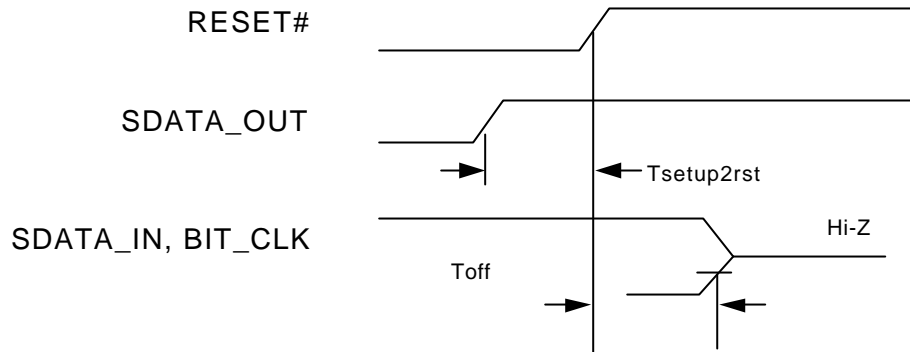 RESET#
SDATA_OUT
Tsetup2rst
SDATA_IN, BIT_CLK
Hi-Z
Toff